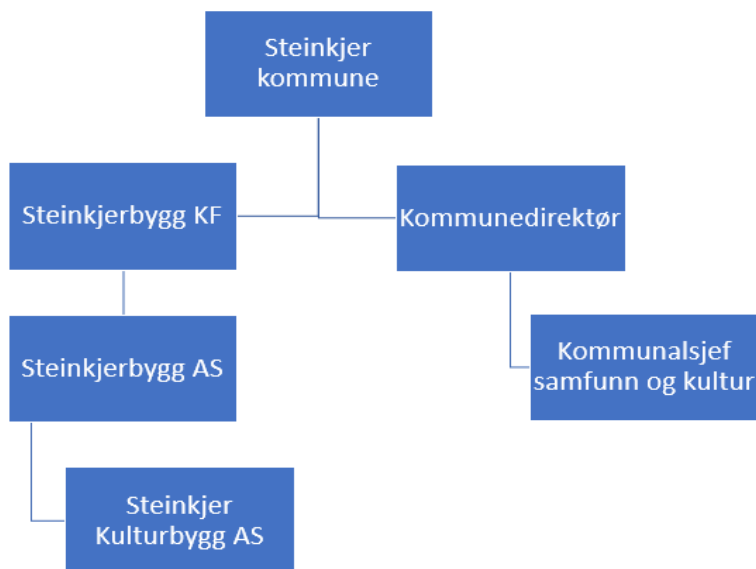 Steinkjer
kommune
Steinkjerbygg KF
Kommunedirektør
Steinkjerbygg AS
Kommunalsjef
samfunn og kultur
Steinkjer
Kulturbygg AS